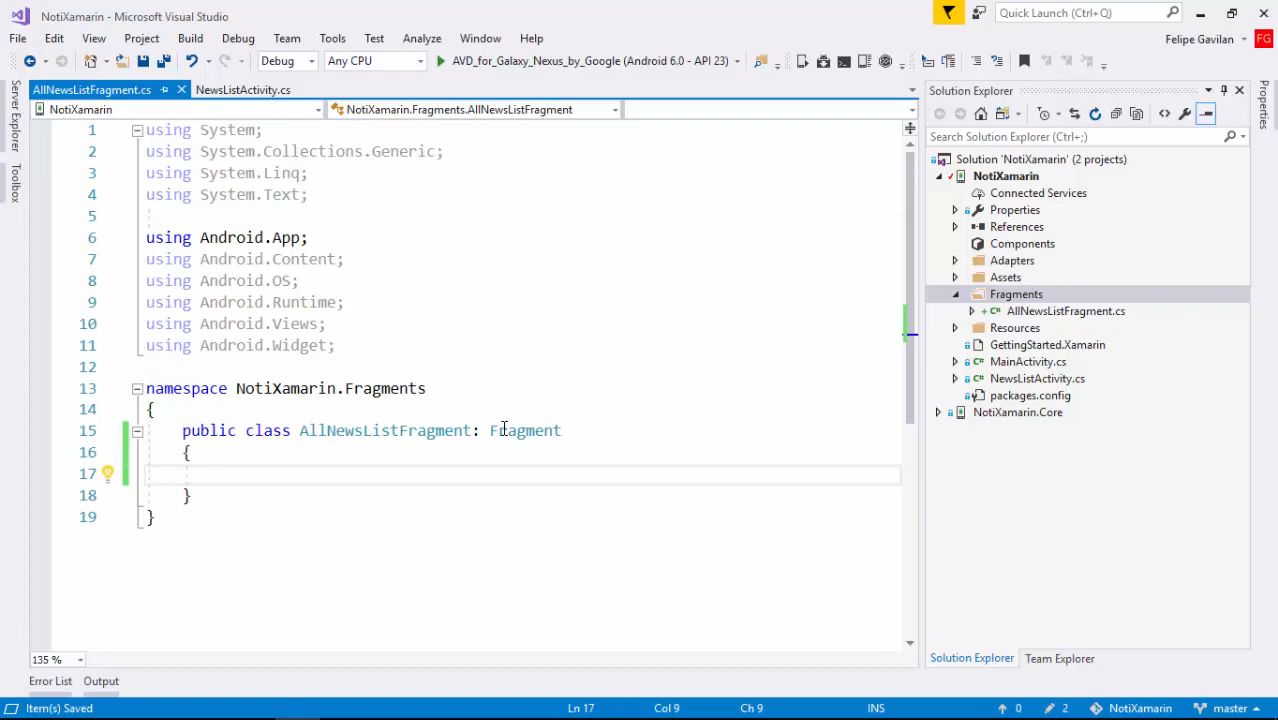 NotiXamarin - Microsoft Visual Studio
Quick Launch (Ctrl+Q)
File Edit View Project Build Debug Team Tools Test Analyze Window Help
Felipe Gavilan FG
Debug Any CPU AVD_for_Galaxy_Nexus_by_Google (Android 6.0 - API 23)
Server Explorer
Toolbox
AllNewsListFragment.cs NewsListActivity.cs
NotiXamarin NotiXamarin.Fragments.AllNewsListFragment
1 using System;
2 using System.Collections.Generic;
3 using System.Linq;
4 using System.Text;
5
6 using Android.App;
7 using Android.Content;
8 using Android.OS;
9 using Android.Runtime;
10 using Android.Views;
11 using Android.Widget;
12
13 namespace NotiXamarin.Fragments
14 {
15 public class AllNewsListFragment: Fragment
16 {
17
18 }
19 }
135 %
Solution Explorer
Search Solution Explorer (Ctrl+;)
Solution 'NotiXamarin' (2 projects)
NotiXamarin
Connected Services
Properties
References
Components
Adapters
Assets
Fragments
AllNewsListFragment.cs
Resources
GettingStarted.Xamarin
MainActivity.cs
NewsListActivity.cs
packages.config
NotiXamarin.Core
Solution Explorer Team Explorer
Properties
Error List Output
Item(s) Saved Ln 17 Col 9 Ch 9 INS 0 2 NotiXamarin master